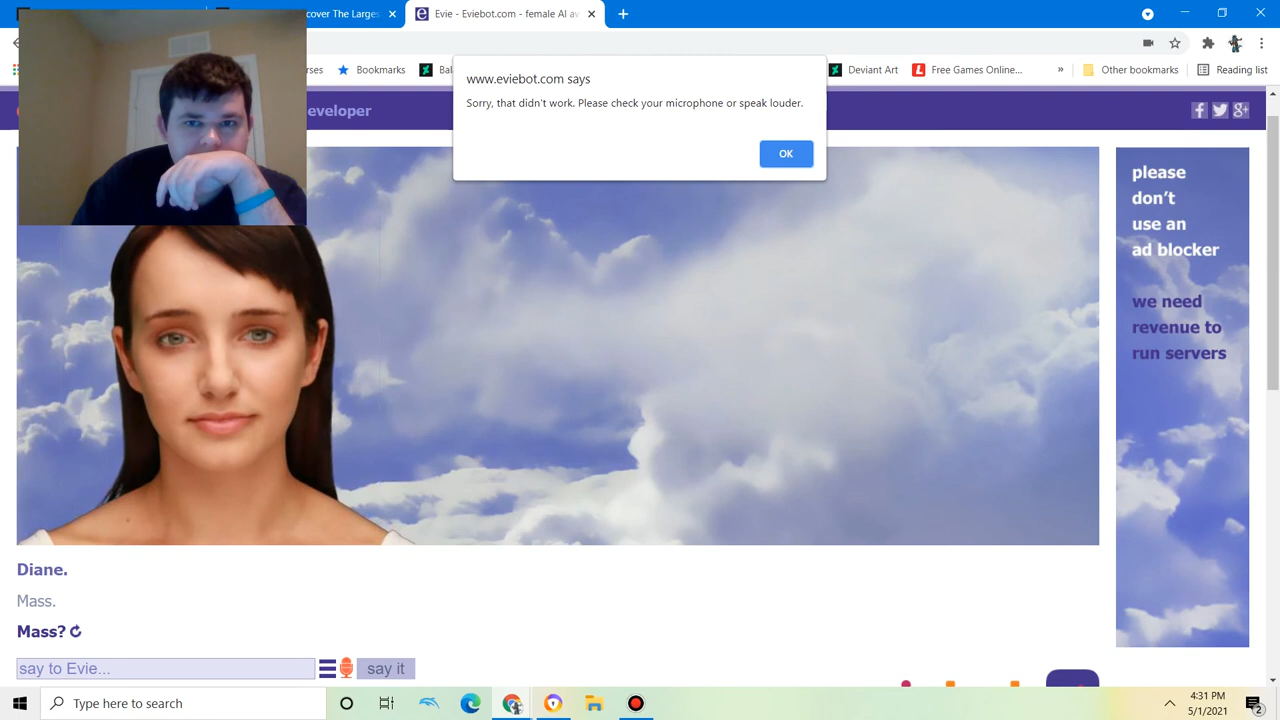 cover The Larges
Evie - Eviebot.com - female AI av
rses
Bookmarks
Deviant Art
Free Games Online...
»
Other bookmarks
Reading list
eveloper
www.eviebot.com says
Sorry, that didn't work. Please check your microphone or speak louder.
OK
please
don't
use an
ad blocker
we need
revenue to
run servers
Diane.
Mass.
Mass?
say to Evie...
say it
Type here to search
4:31 PM
5/1/2021
2